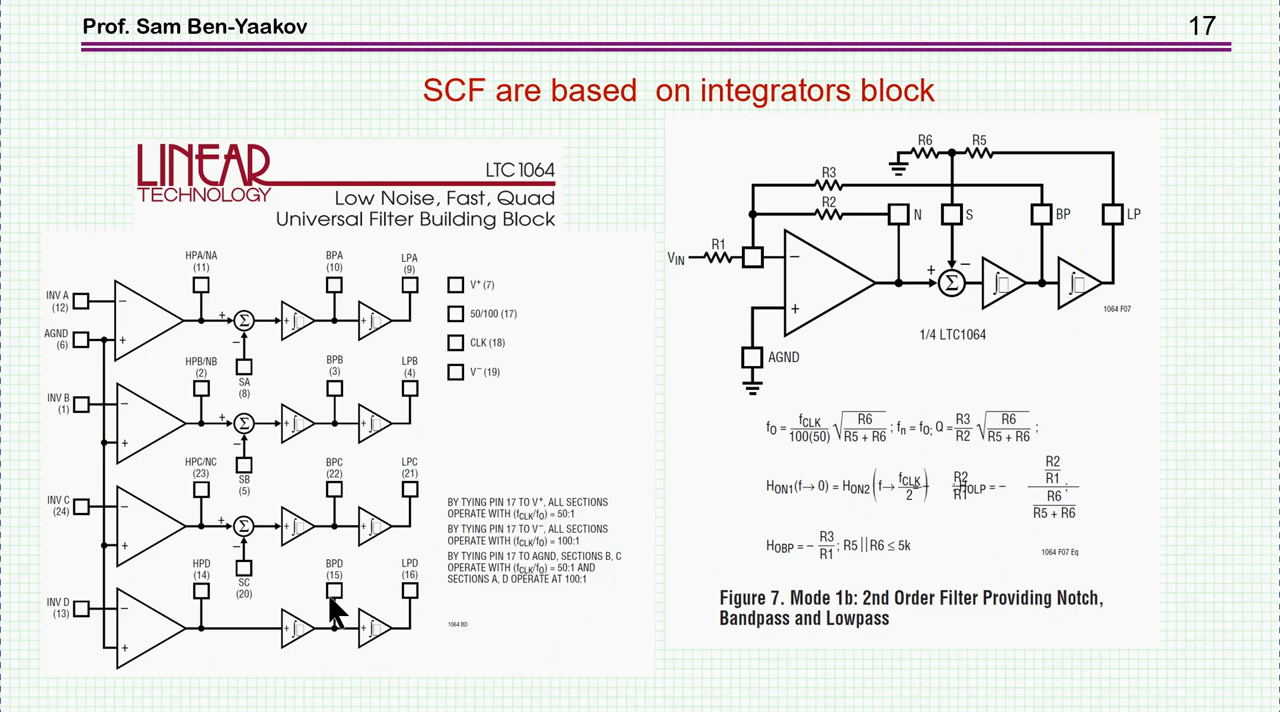 Prof. Sam Ben-Yaakov
17
SCF are based on integrators block
LINEAR
TECHNOLOGY
LTC1064
Low Noise, Fast, Quad
Universal Filter Building Block
HPA/NA
(11)
BPA
(10)
LPA
(9)
INV A
(12)
AGND
(6)
+
−
SA
(8)
V+ (7)
50/100 (17)
CLK (18)
V− (19)
HPB/NB
(2)
BPB
(3)
LPB
(4)
INV B
(1)
SB
(5)
HPC/NC
(23)
BPC
(22)
LPC
(21)
INV C
(24)
SC
(20)
HPD
(14)
BPD
(15)
LPD
(16)
INV D
(13)
BY TYING PIN 17 TO V+, ALL SECTIONS
OPERATE WITH (fCLK/fO) = 50:1
BY TYING PIN 17 TO V−, ALL SECTIONS
OPERATE WITH (fCLK/fO) = 100:1
BY TYING PIN 17 TO AGND, SECTIONS B, C
OPERATE WITH (fCLK/fO) = 50:1 AND
SECTIONS A, D OPERATE AT 100:1
1064 BD
R6
R5
R3
R2
N
S
BP
LP
R1
VIN
Σ
AGND
1/4 LTC1064
1064 F07
fO = fCLK/100(50) √(R6/(R5 + R6)); fn = fO; Q = R3/R2 √(R6/(R5 + R6));
HON1(f→ 0) = HON2(f→ fCLK/2) − R2/R1 HOLP = − (R2/R1)/(R6/(R5 + R6));
HOBP = − R3/R1; R5||R6 ≤ 5k
1064 F07 Eq
Figure 7. Mode 1b: 2nd Order Filter Providing Notch,
Bandpass and Lowpass